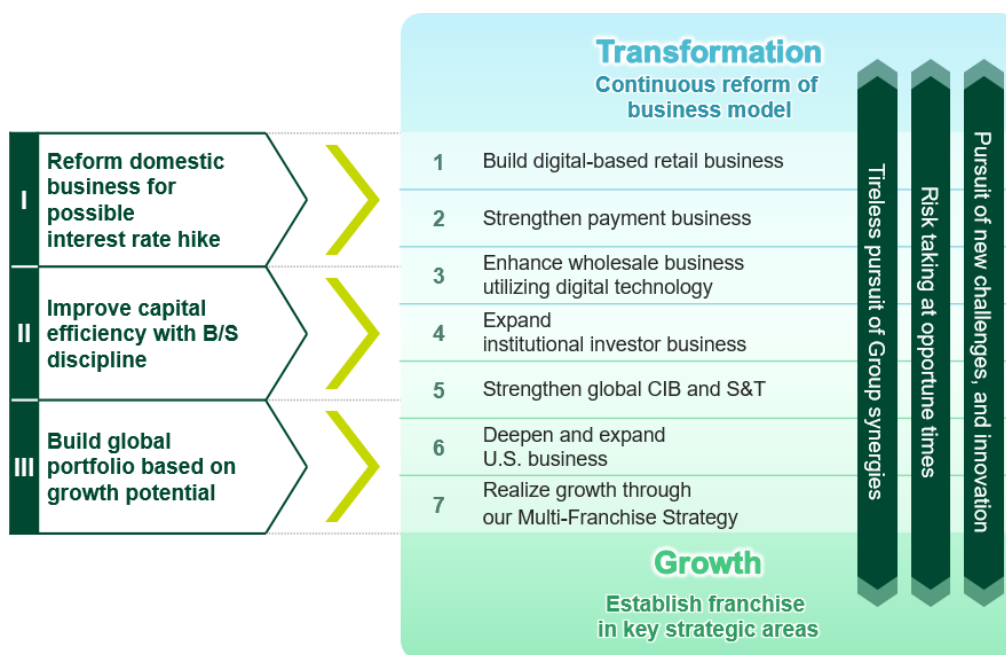 I
Reform domestic
business for
possible
interest rate hike
II
Improve capital
efficiency with B/S
discipline
III
Build global
portfolio based on
growth potential
Transformation
Continuous reform of
business model
1
Build digital-based retail business
2
Strengthen payment business
3
Enhance wholesale business
utilizing digital technology
4
Expand
institutional investor business
5
Strengthen global CIB and S&T
6
Deepen and expand
U.S. business
7
Realize growth through
our Multi-Franchise Strategy
Growth
Establish franchise
in key strategic areas
Tireless pursuit of Group synergies
Risk taking at opportune times
Pursuit of new challenges, and innovation